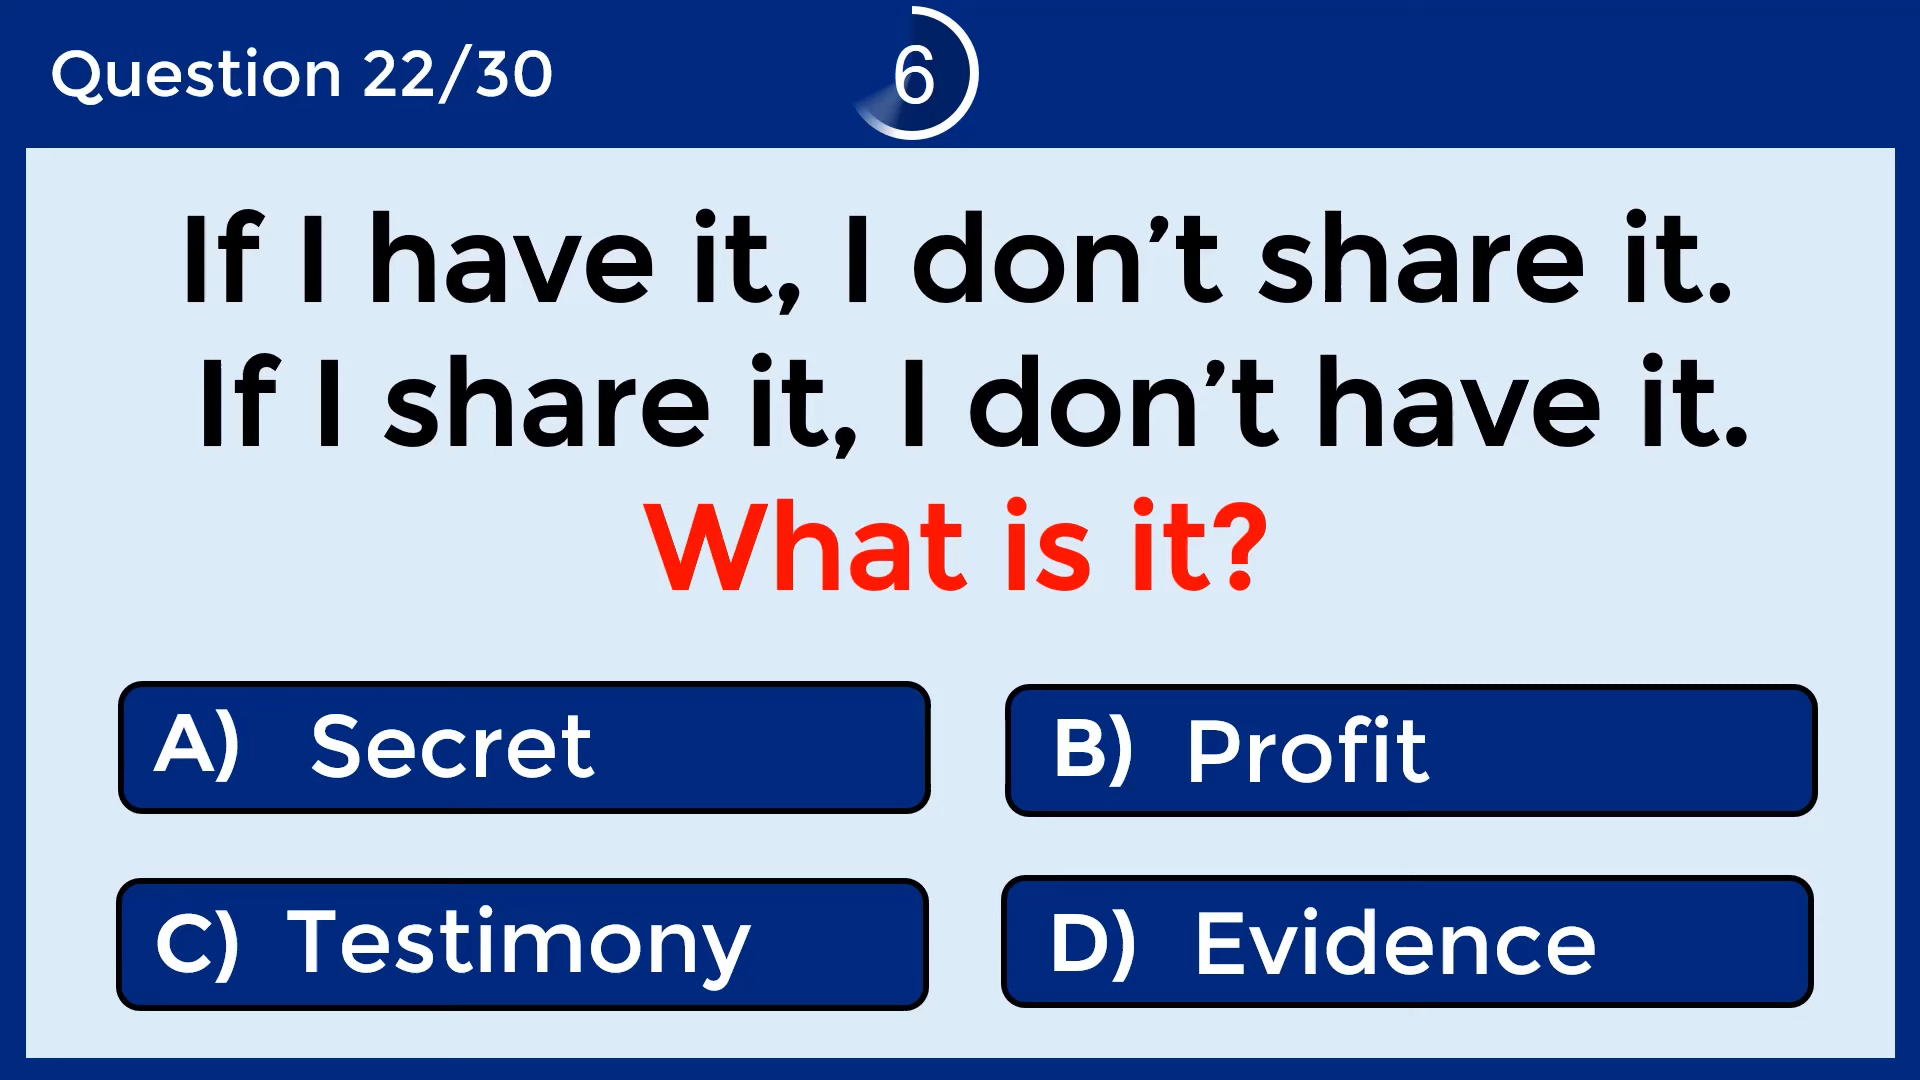 Question 22/30
6
If I have it, I don’t share it.
If I share it, I don’t have it.
What is it?
A) Secret
B) Profit
C) Testimony
D) Evidence